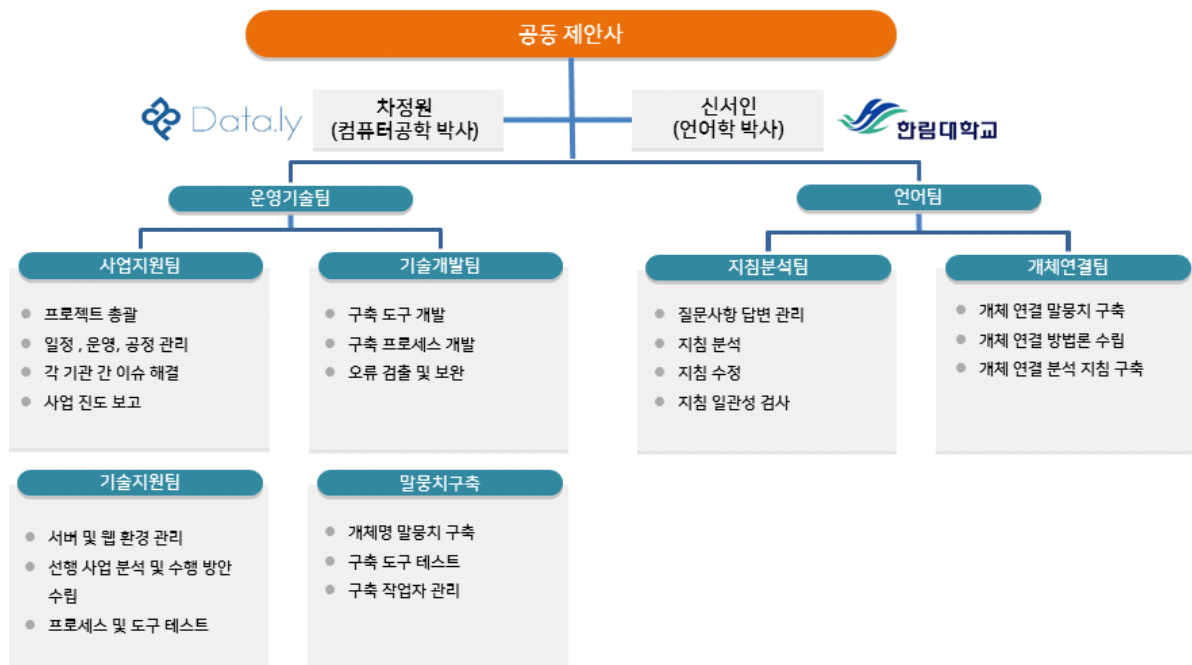 공동 제안사
Data.ly
차정원
(컴퓨터공학 박사)
신서인
(언어학 박사)
한림대학교
운영기술팀
언어팀
사업지원팀
프로젝트 총괄
일정 , 운영, 공정 관리
각 기관 간 이슈 해결
사업 진도 보고
기술개발팀
구축 도구 개발
구축 프로세스 개발
오류 검출 및 보완
지침분석팀
질문사항 답변 관리
지침 분석
지침 수정
지침 일관성 검사
개체연결팀
개체 연결 말뭉치 구축
개체 연결 방법론 수립
개체 연결 분석 지침 구축
기술지원팀
서버 및 웹 환경 관리
선행 사업 분석 및 수행 방안
수립
프로세스 및 도구 테스트
말뭉치구축
개체명 말뭉치 구축
구축 도구 테스트
구축 작업자 관리